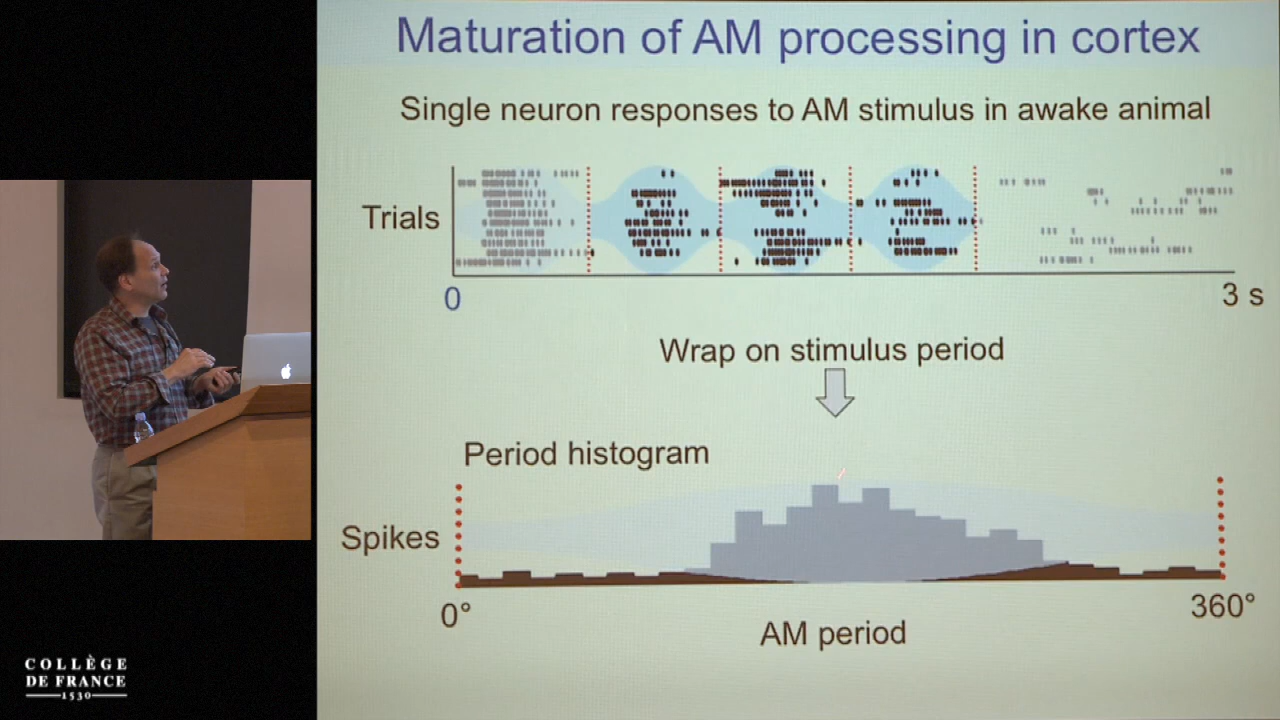 Maturation of AM processing in cortex
Single neuron responses to AM stimulus in awake animal
Trials
0
3 s
Wrap on stimulus period
Period histogram
Spikes
0°
360°
AM period
COLLÈGE
DE FRANCE
1530